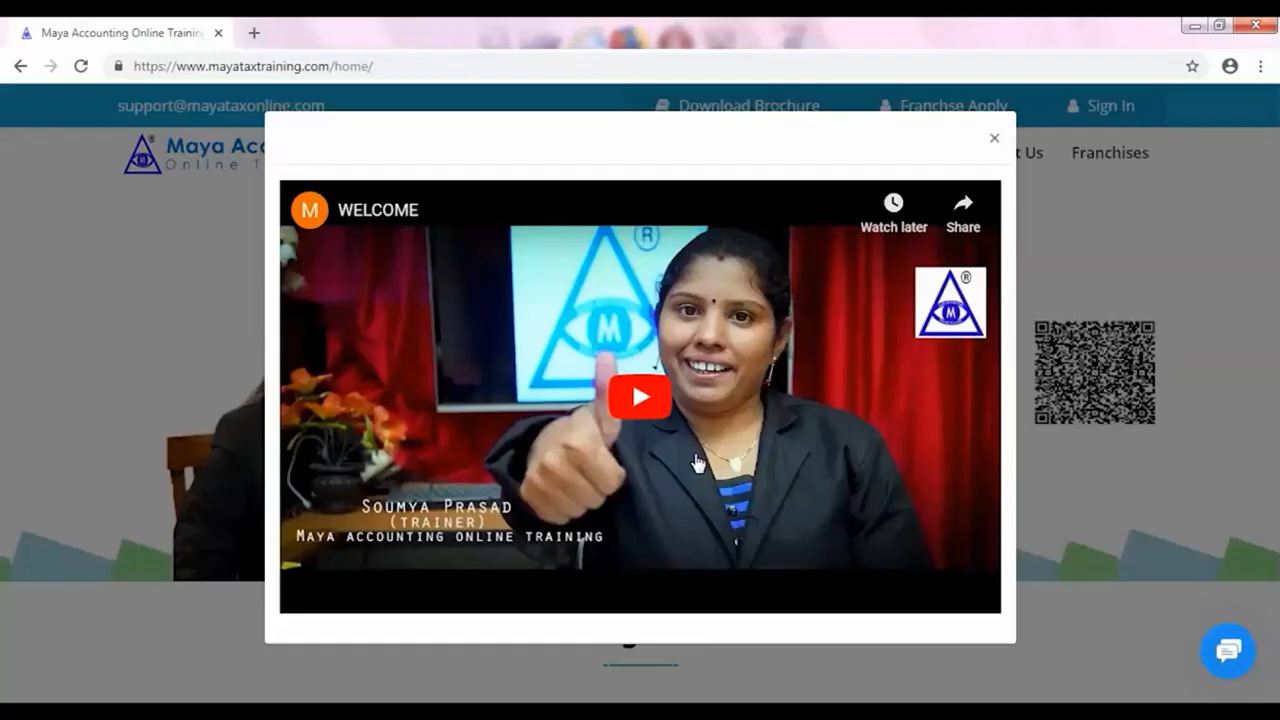 Maya Accounting Online Trainin
https://www.mayataxtraining.com/home/
support@mayataxonline.com
Download Brochure
Franchse Apply
Sign In
Maya Acc
Online T
t Us
Franchises
M
WELCOME
Watch later
Share
®
M
®
M
SOUMYA PRASAD
(TRAINER)
MAYA ACCOUNTING ONLINE TRAINING